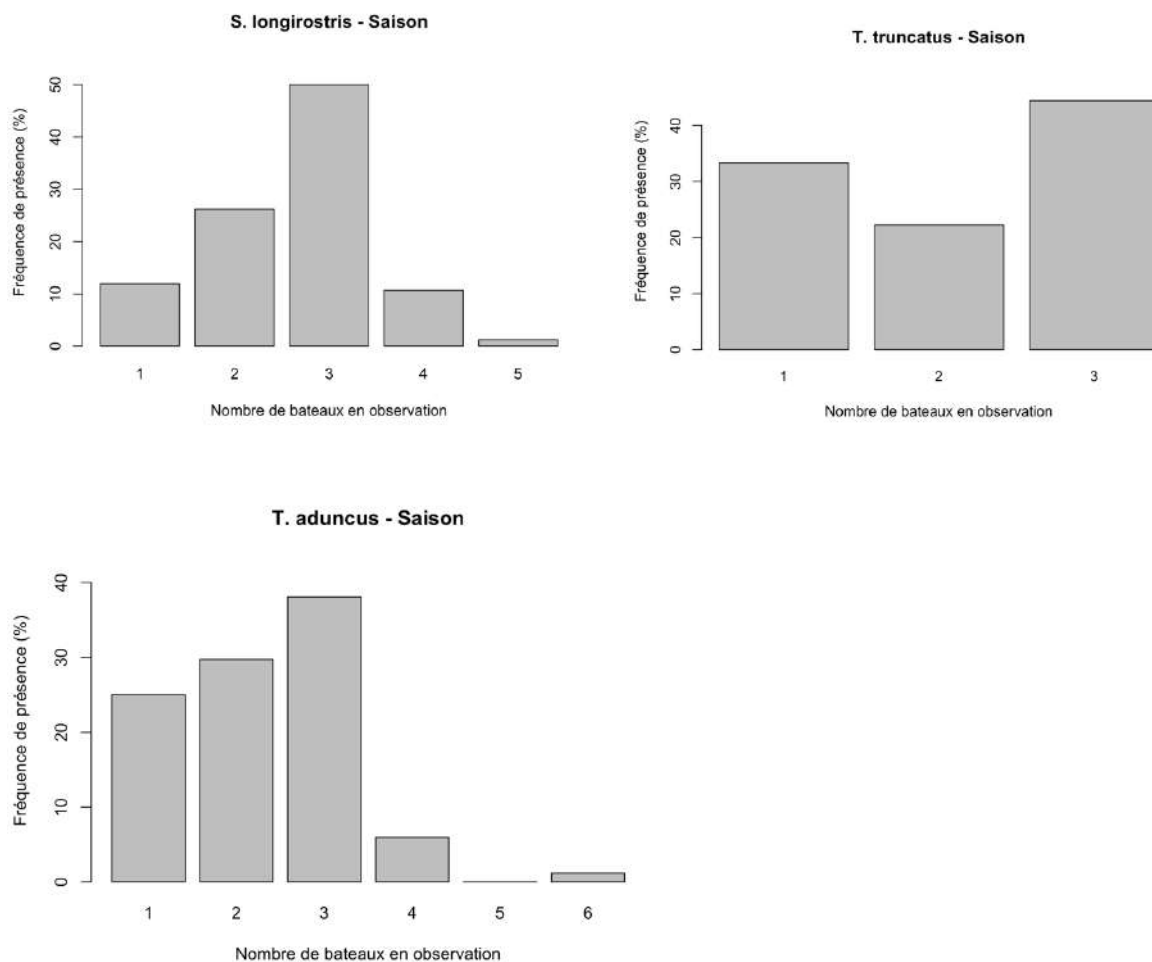 S. longirostris - Saison
Fréquence de présence (%)
50
40
30
20
10
0
1 2 3 4 5
Nombre de bateaux en observation
T. truncatus - Saison
Fréquence de présence (%)
40
30
20
10
0
1 2 3
Nombre de bateaux en observation
T. aduncus - Saison
Fréquence de présence (%)
40
30
20
10
0
1 2 3 4 5 6
Nombre de bateaux en observation